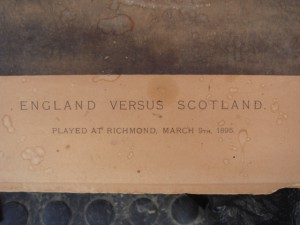 ENGLAND VERSUS SCOTLAND.
PLAYED AT RICHMOND, MARCH 9TH, 1895.